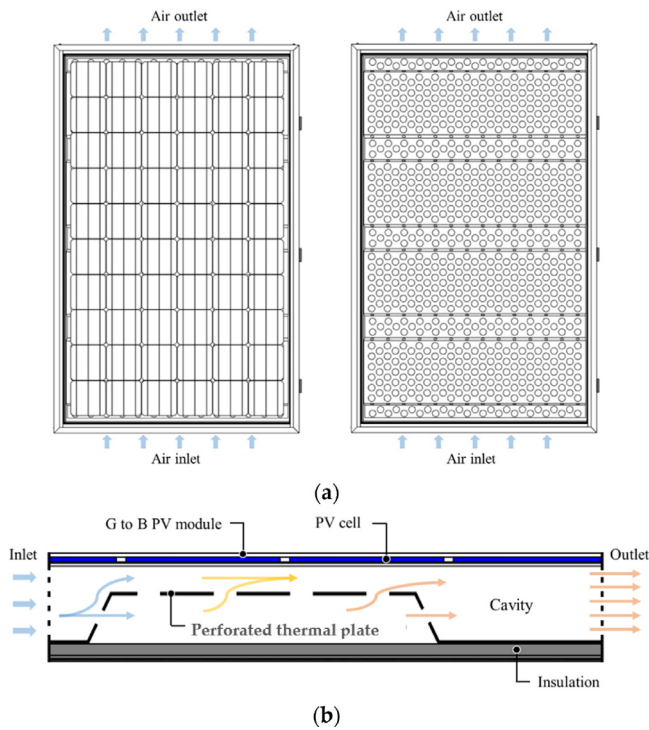 Air outlet
Air outlet
Air inlet
Air inlet
(a)
G to B PV module
PV cell
Inlet
Outlet
Cavity
Perforated thermal plate
Insulation
(b)